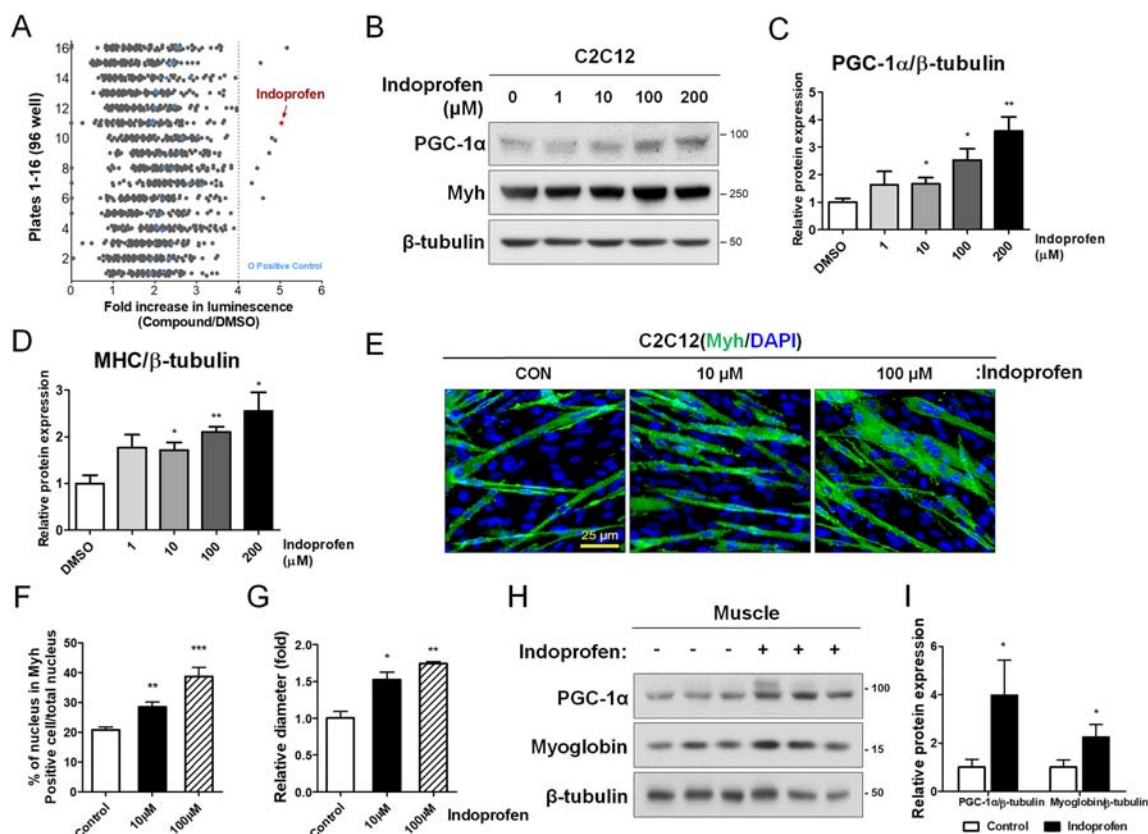 A
Plates 1-16 (96 well)
16
14
12
10
8
6
4
2
Indoprofen
O Positive Control
0 1 2 3 4 5 6
Fold increase in luminescence
(Compound/DMSO)
B
C2C12
Indoprofen
(µM)
0 1 10 100 200
PGC-1α
- 100
Myh
- 250
β-tubulin
- 50
C
PGC-1α/β-tubulin
Relative protein expression
5
4
3
2
1
0
*
*
**
DMSO 1 10 100 200
Indoprofen
(µM)
D
MHC/β-tubulin
Relative protein expression
3
2
1
0
*
**
*
DMSO 1 10 100 200
Indoprofen
(µM)
E
C2C12(Myh/DAPI)
CON 10 µM 100 µM :Indoprofen
25 µm
F
% of nucleus in Myh
Positive cell/total nucleus
50
40
30
20
10
0
**
***
Control 10µM 100µM
G
Relative diameter (fold)
2.0
1.5
1.0
0.5
0.0
*
**
Control 10µM 100µM
Indoprofen
H
Muscle
Indoprofen: - - - + + +
PGC-1α
- 100
Myoglobin
- 15
β-tubulin
- 50
I
Relative protein expression
6
4
2
0
*
*
PGC-1α/β-tubulin Myoglobin/β-tubulin
Control Indoprofen